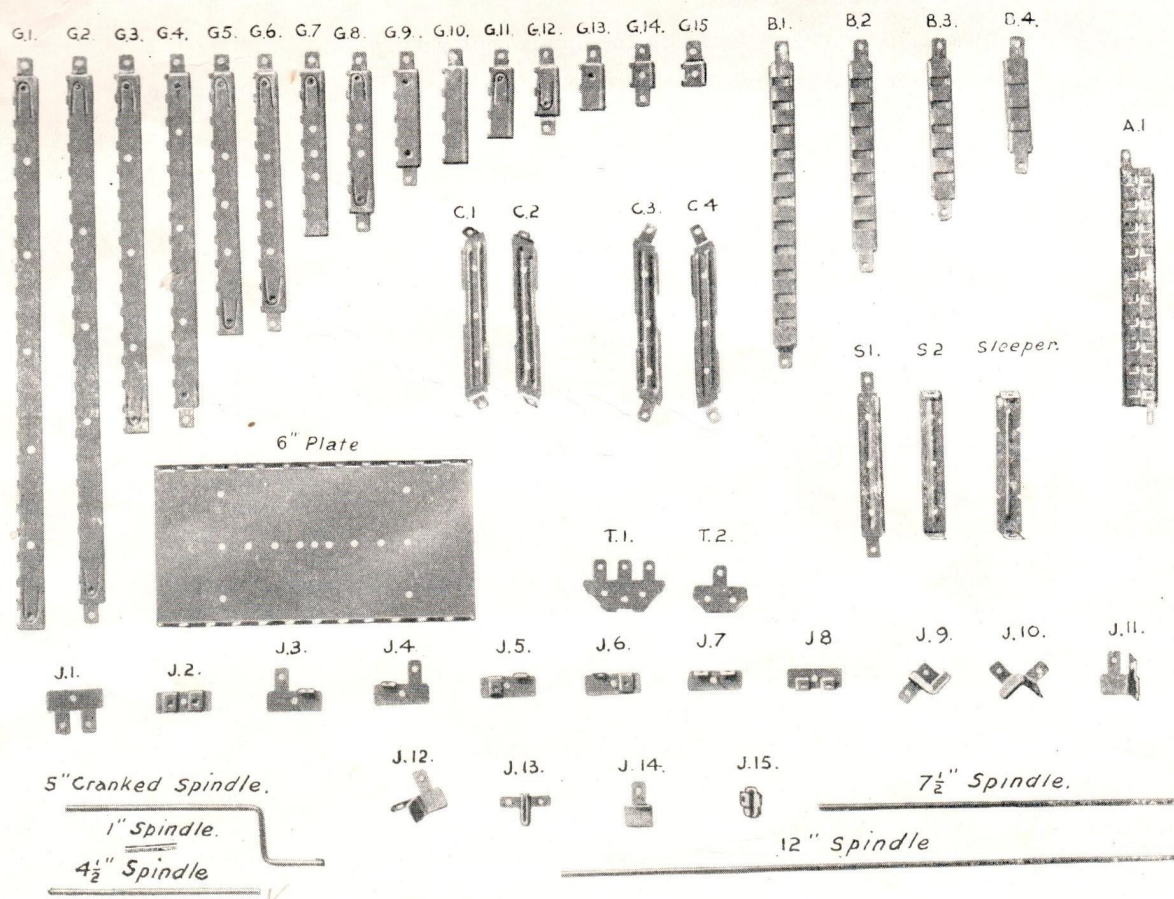 G.1. G.2. G.3. G.4. G.5. G.6. G.7 G.8. G.9. G.10. G.11. G.12. G.13. G.14. G.15 B.1. B.2 B.3. B.4.
A.1
C.1 C.2 C.3. C.4
S1. S2 Sleeper.
6" Plate
T.1. T.2.
J.1. J.2. J.3. J.4. J.5. J.6. J.7 J8 J.9. J.10. J.11.
J.12. J.13. J.14 J.15.
5" Cranked Spindle.
7½" Spindle.
1" Spindle.
12" Spindle
4½" Spindle